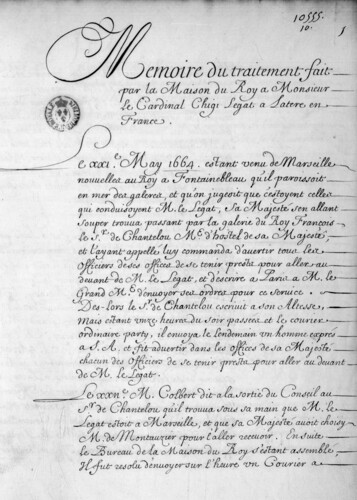 10555.
10.
5
Memoire du traitement fait
par la Maison du Roy a Monsieur
le Cardinal Chigi Legat a Latere en
France.
Le XXI.e May 1664. estant venu de Marseille
nouvelles au Roy a Fontainebleau qu'il paroissoit
en mer des galeres, et qu'on jugeoit que c'estoyent celles
qui conduisoyent M. le Legat, Sa Majesté s'en allant
souper trouva passant par la galerie du Roy François
le S.r de Chantelou M.e d'hostel de sa Majesté,
et l'ayant appellé luy commanda d'avertir tous les
Officiers de ses offices de se tenir prests pour aller au
devant de M. le Legat, et d'escrire a Paris a M. le
Grand M.e d'envoyer ses ordres pour ce service.
Des-lors le S.r de Chantelou escrivit a son Altesse,
Mais estant unze heures du soir passées et le courier
ordinaire party, il envoya le lendemain un homme exprés
a S. A. et fit advertir dans les offices de sa Majesté
chacun des Officiers de se tenir prests pour aller au devant
de M. le Legat.
Le M. Colbert dit a la sortie du Conseil au
S.r de Chantelou qu'il trouva sous sa main que M. le
Legat estoit a Marseille, et que sa Majesté avoit choisy
M. de Montauzier pour l'aller recevoir. En suite
le Bureau de la Maison du Roy s'estant assemblé,
Il fut resolu d'envoyer sur l'heure un Courier a